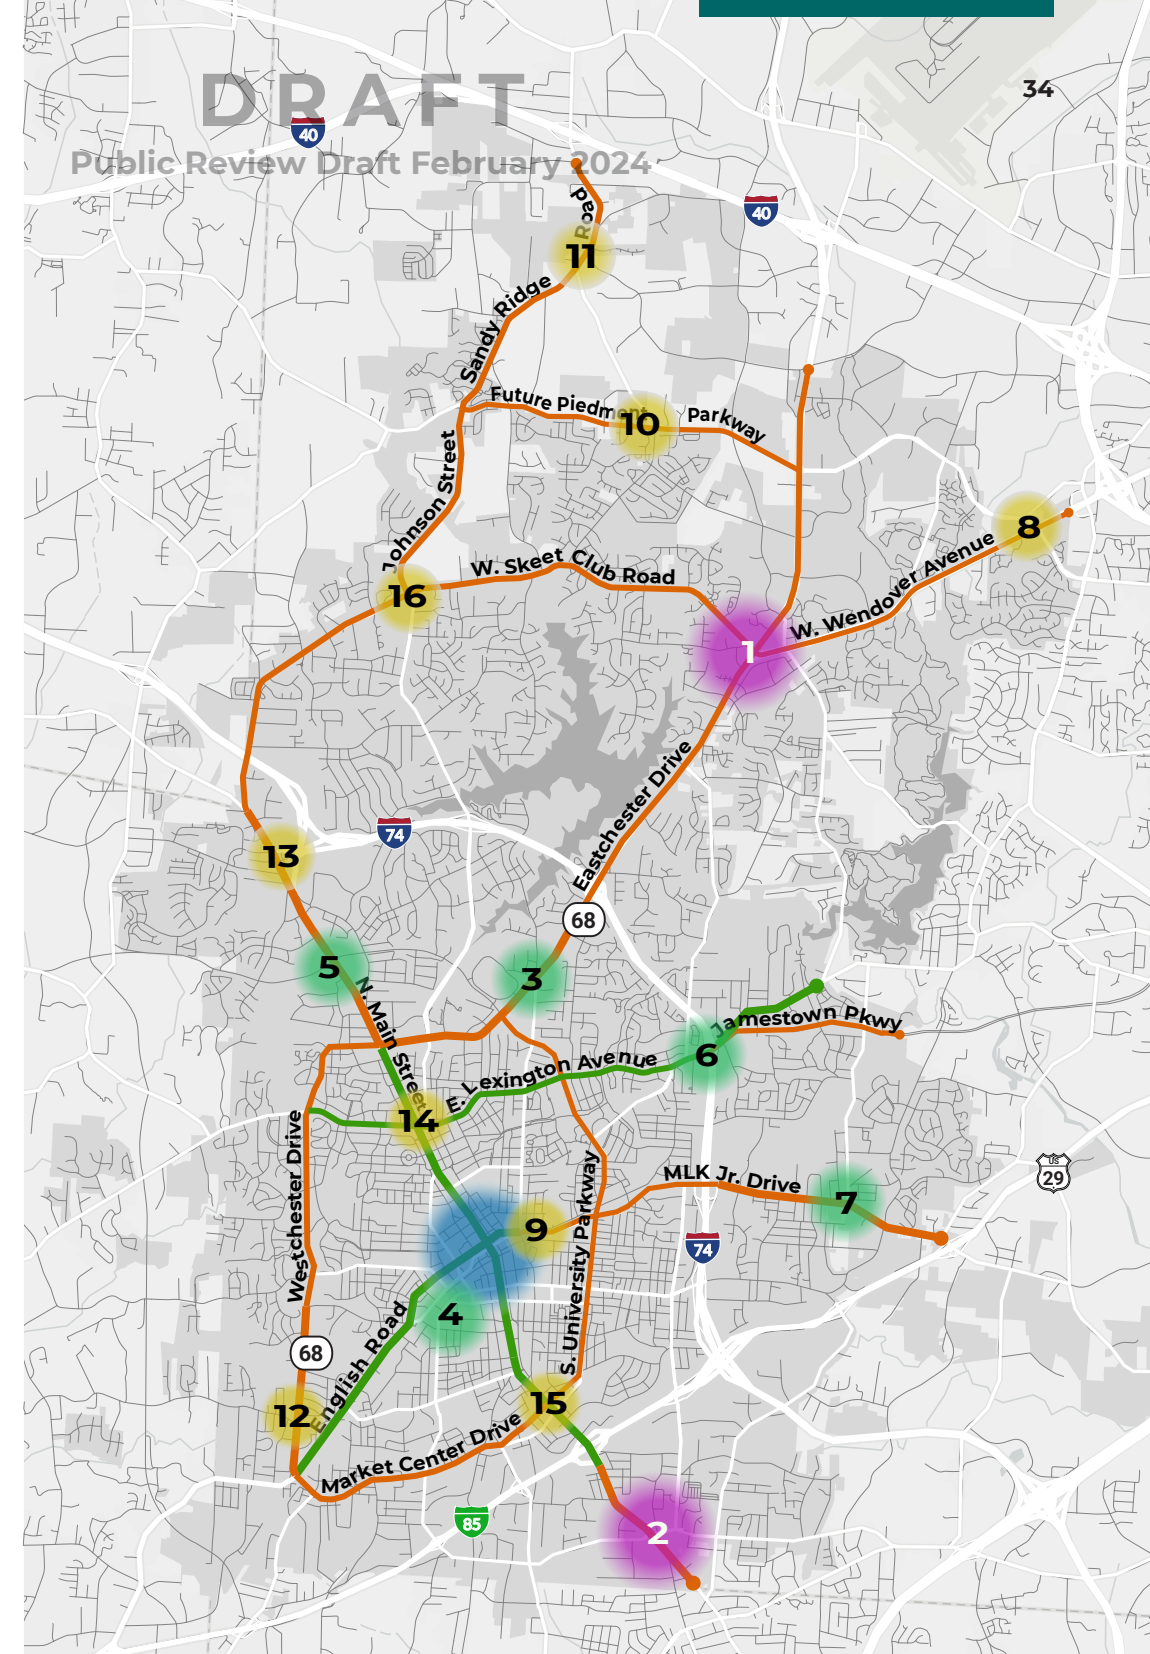 34
DRAFT
40
Public Review Draft February 2024
40
Road
11
Sandy Ridge
Future Piedmont Parkway
10
Johnson Street
8
W. Wendover Avenue
W. Skeet Club Road
16
1
Eastchester Drive
74
13
68
5
3
N. Main Street
Jamestown Pkwy
6
E. Lexington Avenue
14
Westchester Drive
S. University Parkway
MLK Jr. Drive
US
29
7
9
74
4
English Road
68
12
15
Market Center Drive
85
2